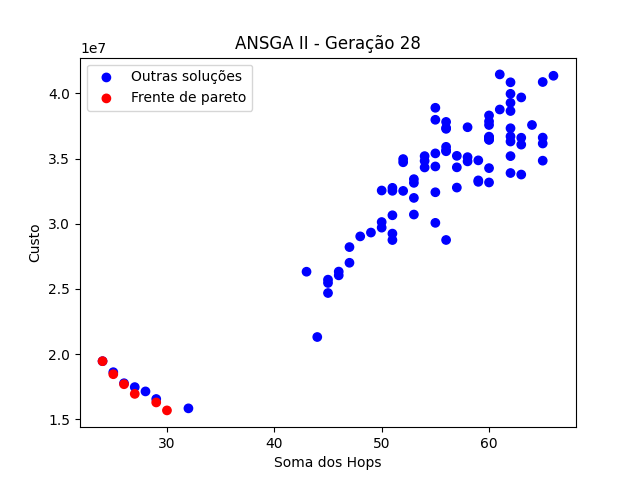 ANSGA II - Geração 28
1e7
Outras soluções
Frente de pareto
4.0
3.5
3.0
2.5
2.0
1.5
Custo
30
40
50
60
Soma dos Hops